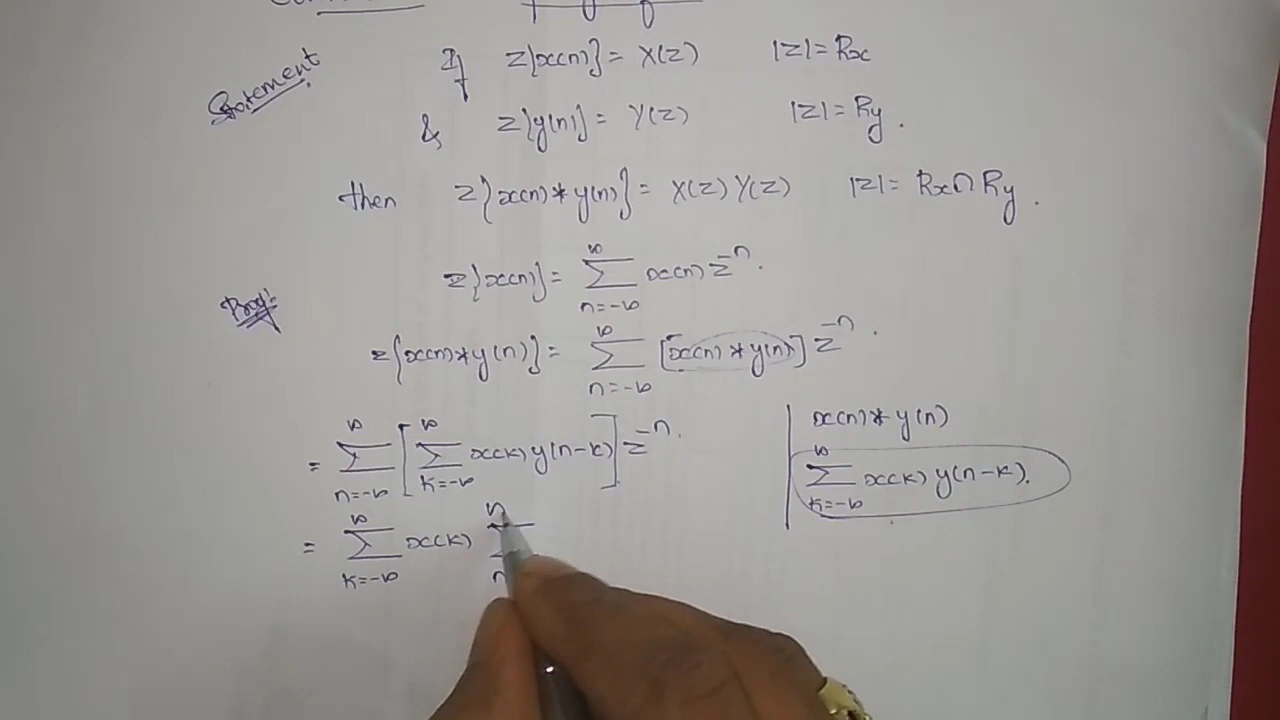 Statement If z{x(n)} = X(z) |z| = Rx
& z{y(n)} = Y(z) |z| = Ry.
then z{x(n) * y(n)} = X(z) Y(z) |z| = Rx ∩ Ry.
z{x(n)} = ∑_{n=-∞}^{∞} x(n) z^{-n}.
Proof:
z{x(n) * y(n)} = ∑_{n=-∞}^{∞} [x(n) * y(n)] z^{-n}.
= ∑_{n=-∞}^{∞} [∑_{k=-∞}^{∞} x(k) y(n-k)] z^{-n}.
x(n) * y(n)
∑_{k=-∞}^{∞} x(k) y(n-k).
= ∑_{k=-∞}^{∞} x(k) ∑